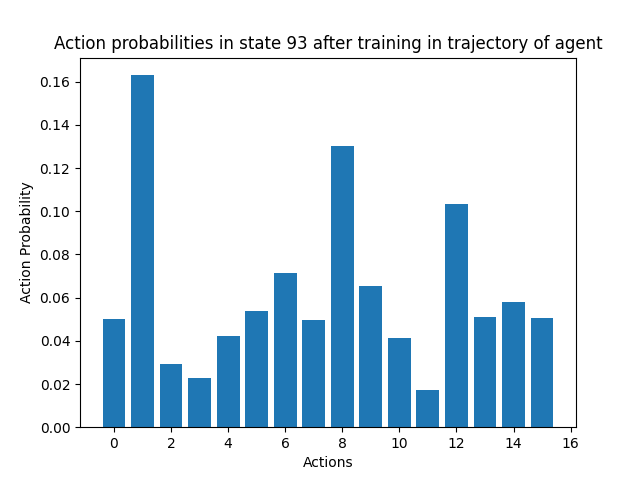 Action probabilities in state 93 after training in trajectory of agent
0.16
0.14
0.12
0.10
0.08
0.06
0.04
0.02
0.00
Action Probability
0 2 4 6 8 10 12 14 16
Actions